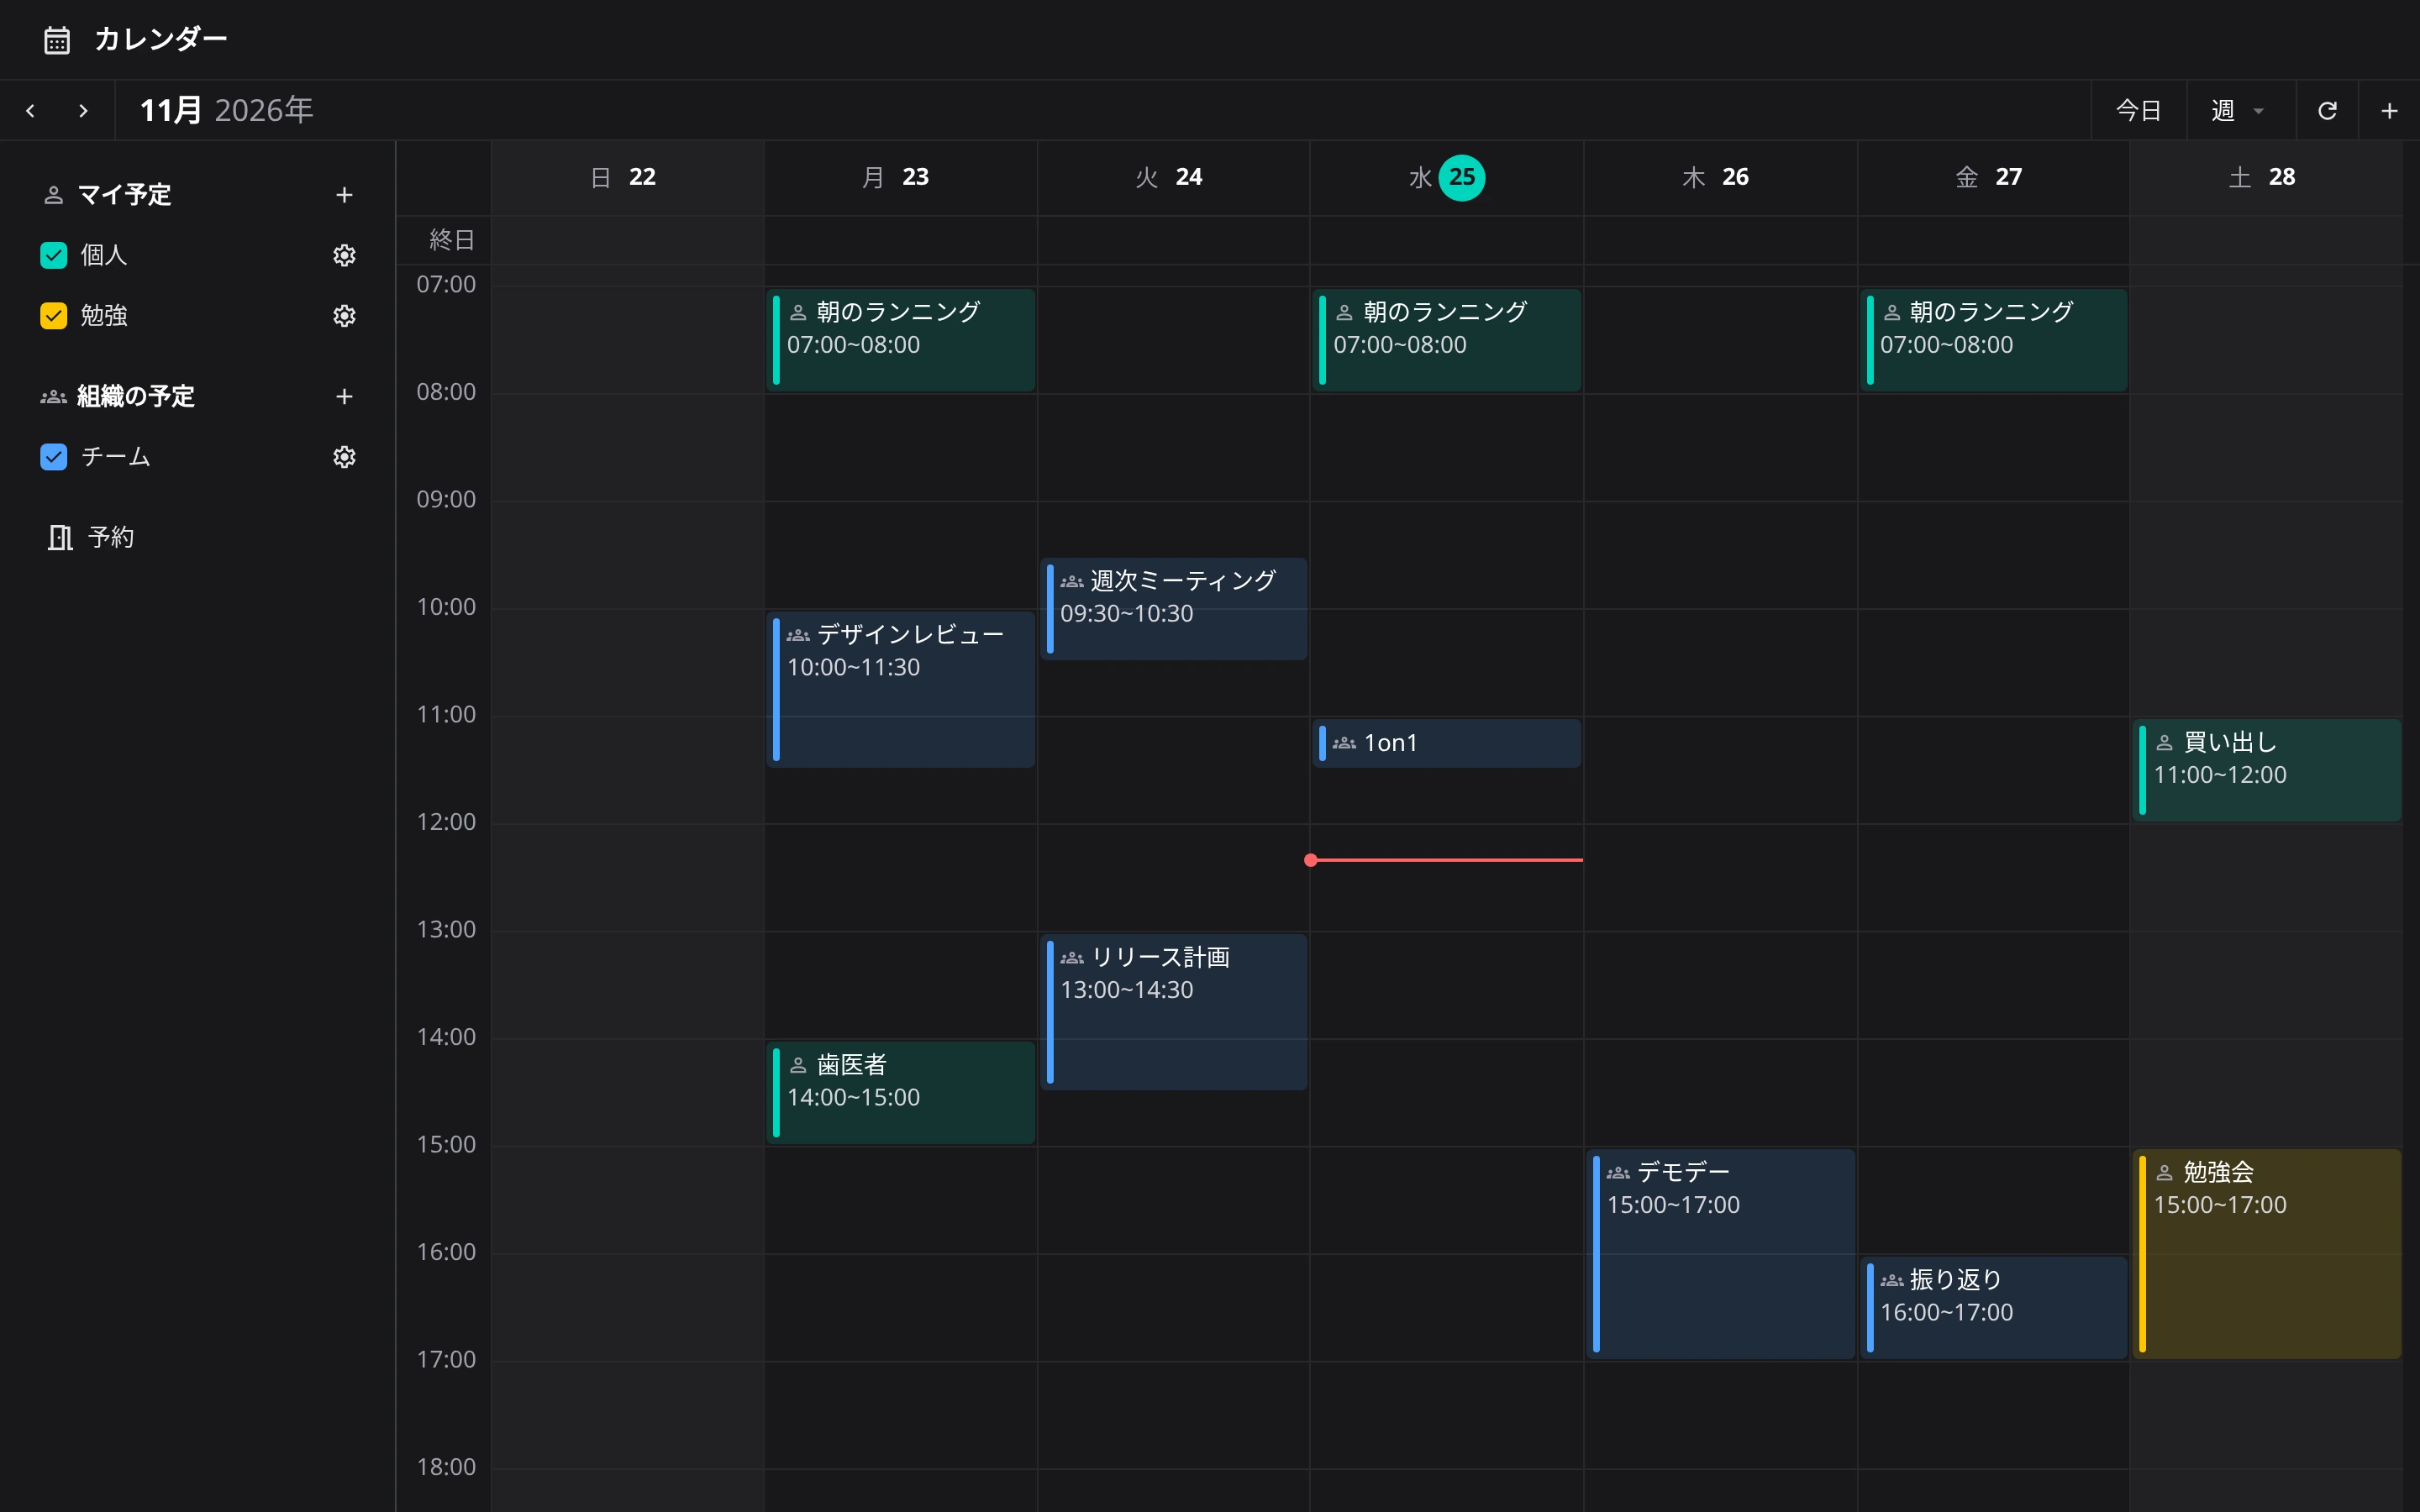 カレンダー
11月 2026年
今日
週
マイ予定
個人
勉強
組織の予定
チーム
予約
日 22
月 23
火 24
水 25
木 26
金 27
土 28
終日
07:00
08:00
09:00
10:00
11:00
12:00
13:00
14:00
15:00
16:00
17:00
18:00
朝のランニング
07:00~08:00
デザインレビュー
10:00~11:30
歯医者
14:00~15:00
週次ミーティング
09:30~10:30
リリース計画
13:00~14:30
朝のランニング
07:00~08:00
1on1
デモデー
15:00~17:00
朝のランニング
07:00~08:00
振り返り
16:00~17:00
買い出し
11:00~12:00
勉強会
15:00~17:00